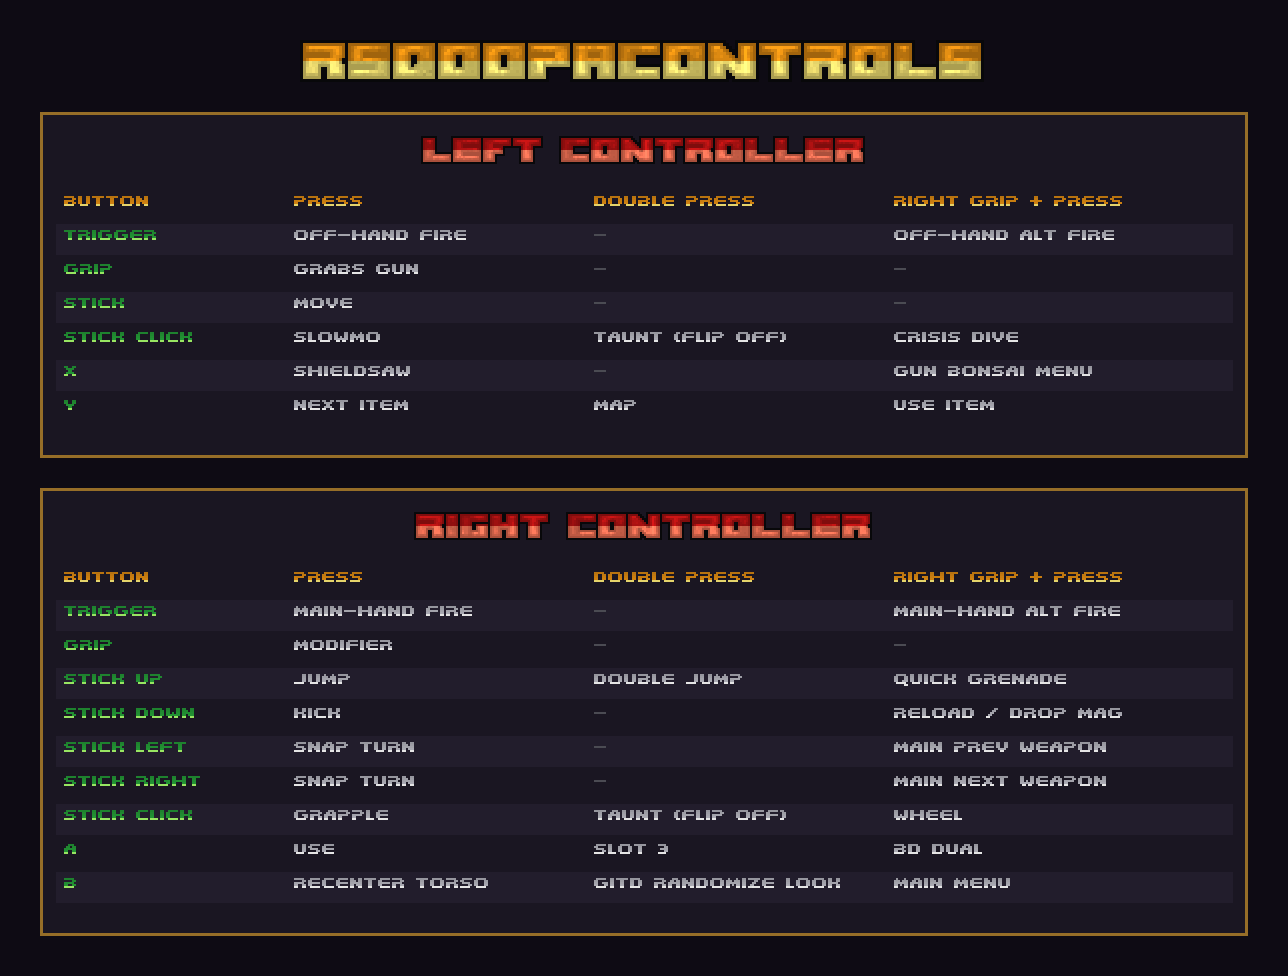 RSQOOPACONTROLS
LEFT CONTROLLER
BUTTON PRESS DOUBLE PRESS RIGHT GRIP + PRESS
TRIGGER OFF-HAND FIRE — OFF-HAND ALT FIRE
GRIP GRABS GUN — —
STICK MOVE — —
STICK CLICK SLOWMO TAUNT (FLIP OFF) CRISIS DIVE
X SHIELDSAW — GUN BONSAI MENU
Y NEXT ITEM MAP USE ITEM
RIGHT CONTROLLER
BUTTON PRESS DOUBLE PRESS RIGHT GRIP + PRESS
TRIGGER MAIN-HAND FIRE — MAIN-HAND ALT FIRE
GRIP MODIFIER — —
STICK UP JUMP DOUBLE JUMP QUICK GRENADE
STICK DOWN KICK — RELOAD / DROP MAG
STICK LEFT SNAP TURN — MAIN PREV WEAPON
STICK RIGHT SNAP TURN — MAIN NEXT WEAPON
STICK CLICK GRAPPLE TAUNT (FLIP OFF) WHEEL
A USE SLOT 3 BD DUAL
B RECENTER TORSO GITD RANDOMIZE LOOK MAIN MENU